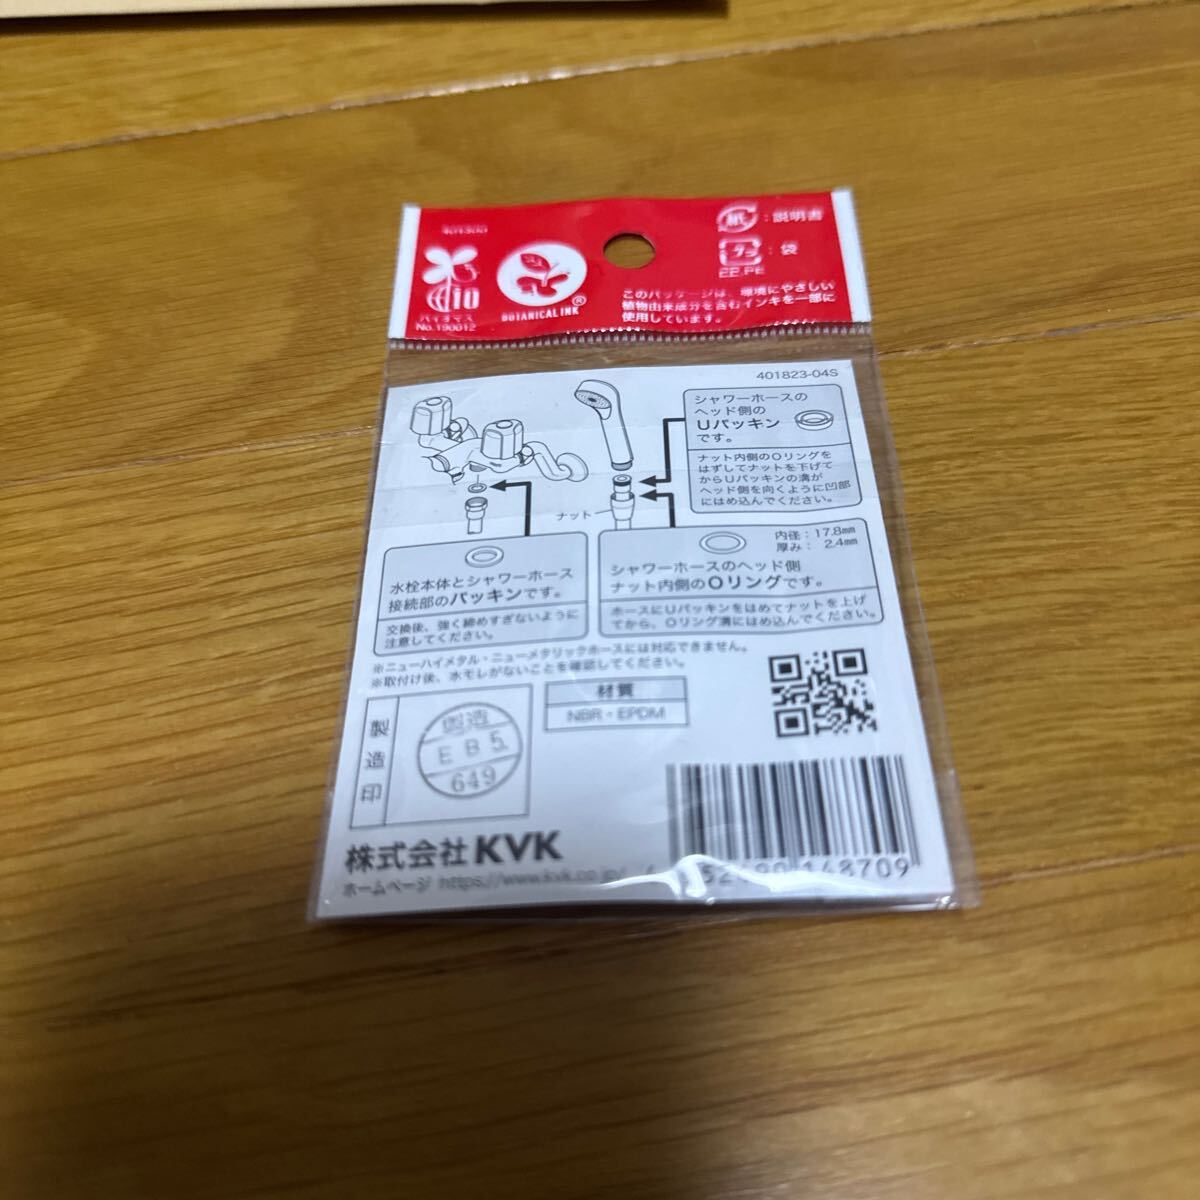 401800
紙:説明書
プラ:袋
EE.PE
10
バイオマス
No.190012
BOTANICAL INK®
このパッケージは、環境にやさしい
植物由来成分を含むインキを一部に
使用しています。
401823-04S
シャワーホースの
ヘッド側の
Uパッキン
です。
ナット内側のOリングを
はずしてナットを下げて
からUパッキンの溝が
ヘッド側を向くように凹部
にはめ込んでください。
ナット
水栓本体とシャワーホース
接続部のパッキンです。
交換後、強く締めすぎないように
注意してください。
内径:17.8mm
厚み: 2.4mm
シャワーホースのヘッド側
ナット内側のOリングです。
ホースにUパッキンをはめてナットを上げ
てから、Oリング溝にはめ込んでください。
※ニューハイメタル・ニューメタリックホースには対応できません。
※取付け後、水モレがないことを確認してください。
材質
NBR・EPDM
製造印
EB5
649
株式会社KVK
ホームページ https://www.kvk.co.jp/
148709